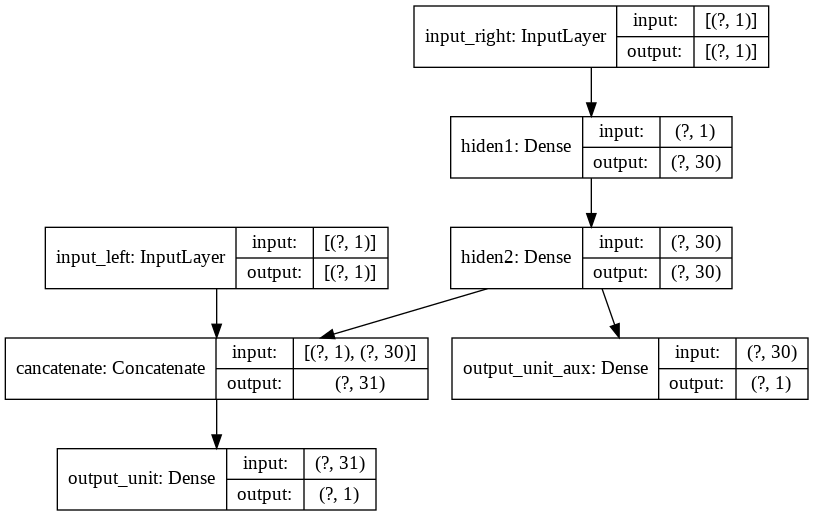 input_right: InputLayer
input: [(?, 1)]
output: [(?, 1)]
hiden1: Dense
input: (?, 1)
output: (?, 30)
input_left: InputLayer
input: [(?, 1)]
output: [(?, 1)]
hiden2: Dense
input: (?, 30)
output: (?, 30)
cancatenate: Concatenate
input: [(?, 1), (?, 30)]
output: (?, 31)
output_unit_aux: Dense
input: (?, 30)
output: (?, 1)
output_unit: Dense
input: (?, 31)
output: (?, 1)